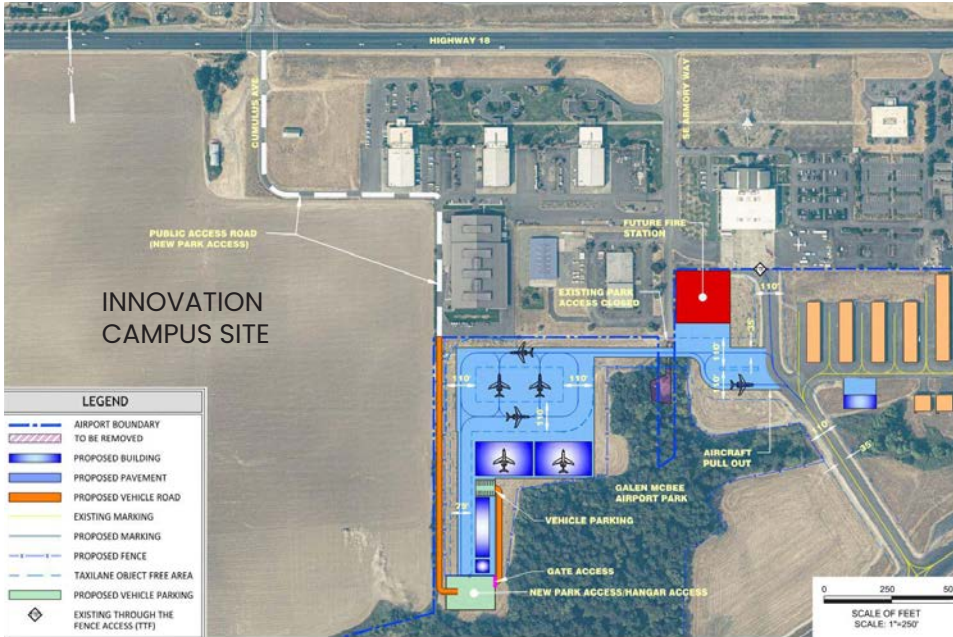 HIGHWAY 18
N
CUMULUS AVE
SE ARMORY WAY
PUBLIC ACCESS ROAD
(NEW PARK ACCESS)
FUTURE FIRE
STATION
INNOVATION
CAMPUS SITE
EXISTING PARK
ACCESS CLOSED
110'
35'
110'
110'
110'
110'
110'
110'
35'
AIRCRAFT
PULL OUT
GALEN MCBEE
AIRPORT PARK
75'
VEHICLE PARKING
GATE ACCESS
NEW PARK ACCESS/HANGAR ACCESS
LEGEND
AIRPORT BOUNDARY
TO BE REMOVED
PROPOSED BUILDING
PROPOSED PAVEMENT
PROPOSED VEHICLE ROAD
EXISTING MARKING
PROPOSED MARKING
PROPOSED FENCE
TAXILANE OBJECT FREE AREA
PROPOSED VEHICLE PARKING
EXISTING THROUGH THE
FENCE ACCESS (TTF)
0 250
SCALE OF FEET
SCALE: 1"=250'